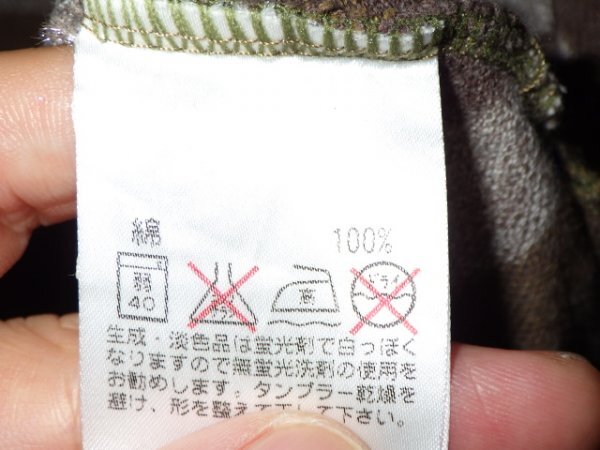 綿 100%
弱 40 高 ドライ
生成・淡色品は蛍光剤で白っぽく
なりますので無蛍光洗剤の使用を
お勧めします。タンブラー乾燥を
避け、形を整えて干して下さい。